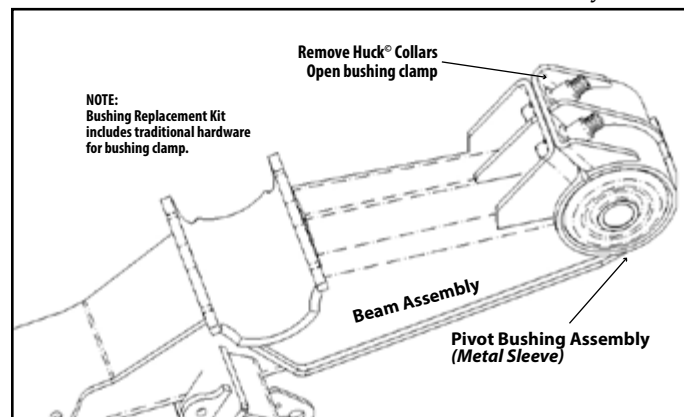 Remove Huck© Collars
Open bushing clamp
NOTE:
Bushing Replacement Kit
includes traditional hardware
for bushing clamp.
Beam Assembly
Pivot Bushing Assembly
(Metal Sleeve)